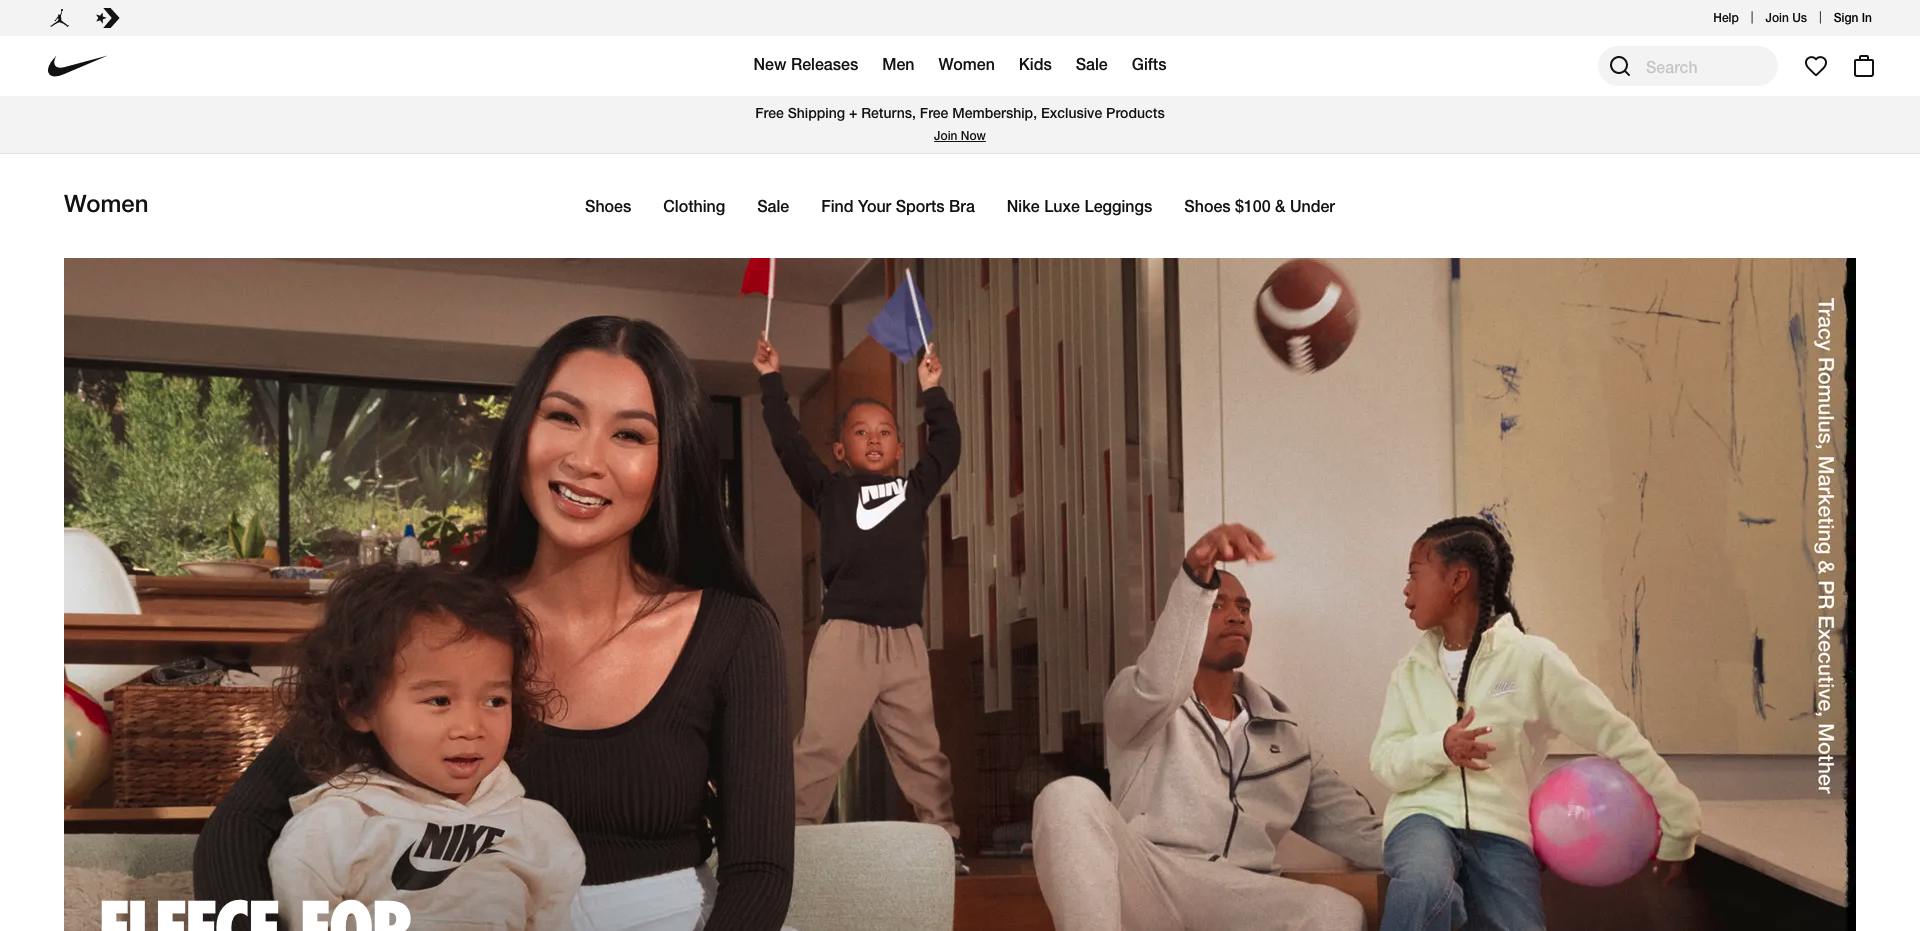 Help | Join Us | Sign In
New Releases Men Women Kids Sale Gifts
Search
Free Shipping + Returns, Free Membership, Exclusive Products
Join Now
Women
Shoes Clothing Sale Find Your Sports Bra Nike Luxe Leggings Shoes $100 & Under
Tracy Romulus, Marketing & PR Executive, Mother
NIKE
FLEECE FOR